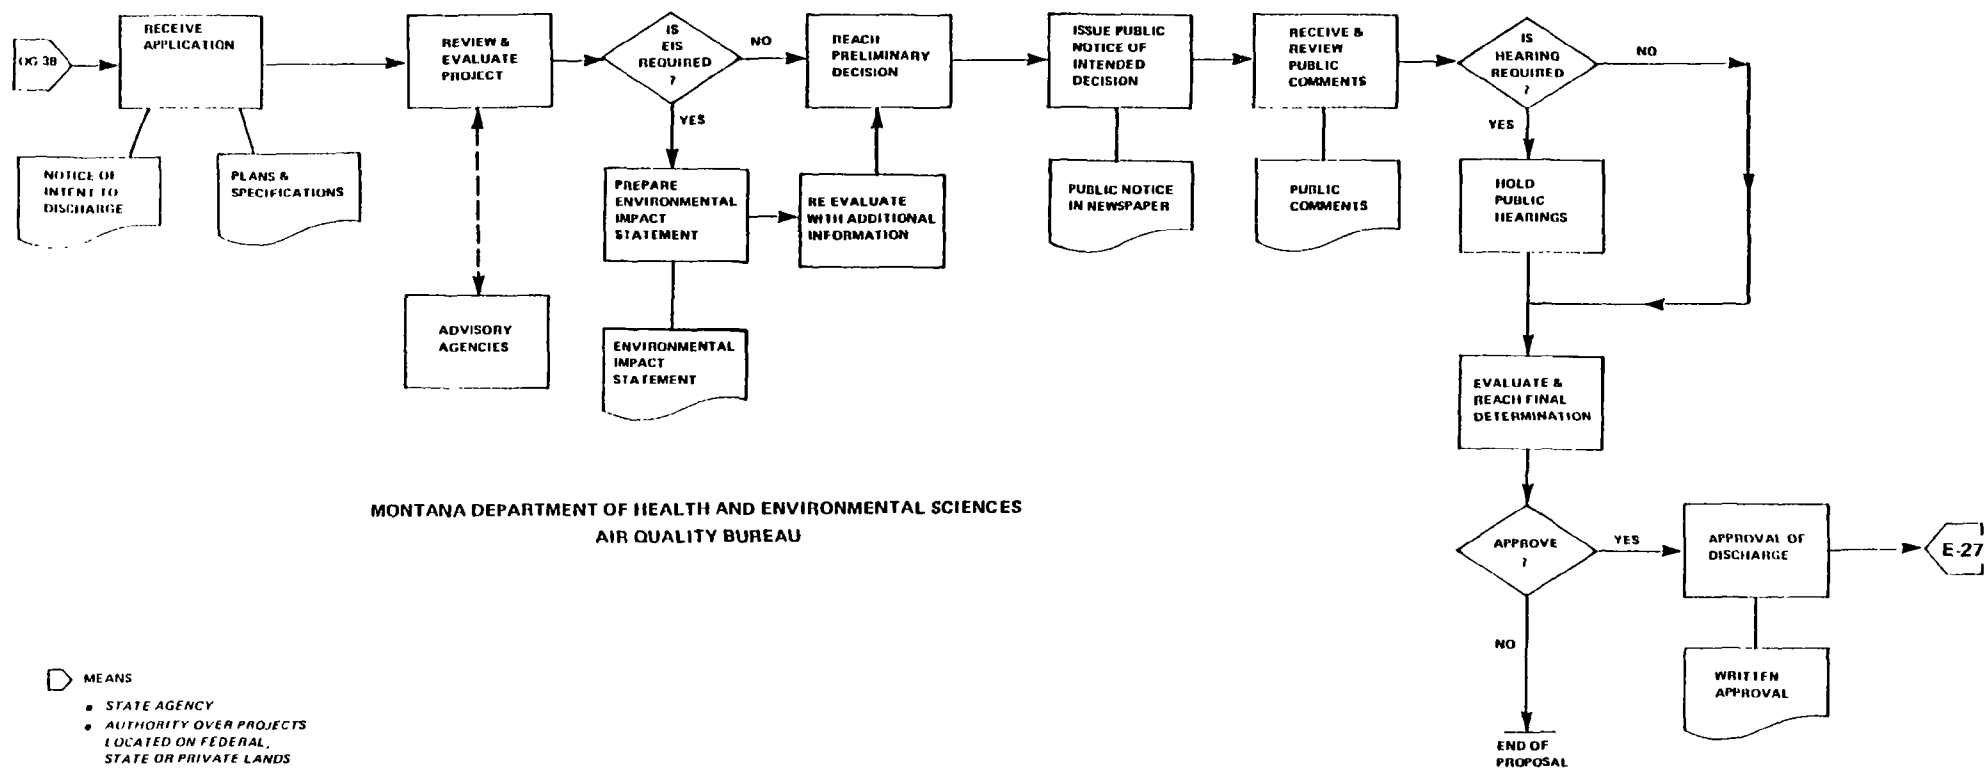 OG 3B
RECEIVE
APPLICATION
NOTICE OF
INTENT TO
DISCHARGE
PLANS &
SPECIFICATIONS
REVIEW &
EVALUATE
PROJECT
ADVISORY
AGENCIES
IS
EIS
REQUIRED
?
NO
YES
PREPARE
ENVIRONMENTAL
IMPACT
STATEMENT
ENVIRONMENTAL
IMPACT
STATEMENT
RE EVALUATE
WITH ADDITIONAL
INFORMATION
REACH
PRELIMINARY
DECISION
ISSUE PUBLIC
NOTICE OF
INTENDED
DECISION
PUBLIC NOTICE
IN NEWSPAPER
RECEIVE &
REVIEW
PUBLIC
COMMENTS
PUBLIC
COMMENTS
IS
HEARING
REQUIRED
?
NO
YES
HOLD
PUBLIC
HEARINGS
EVALUATE &
REACH FINAL
DETERMINATION
APPROVE
?
YES
APPROVAL OF
DISCHARGE
E-27
WRITTEN
APPROVAL
NO
END OF
PROPOSAL
MONTANA DEPARTMENT OF HEALTH AND ENVIRONMENTAL SCIENCES
AIR QUALITY BUREAU
MEANS
• STATE AGENCY
• AUTHORITY OVER PROJECTS
LOCATED ON FEDERAL,
STATE OR PRIVATE LANDS